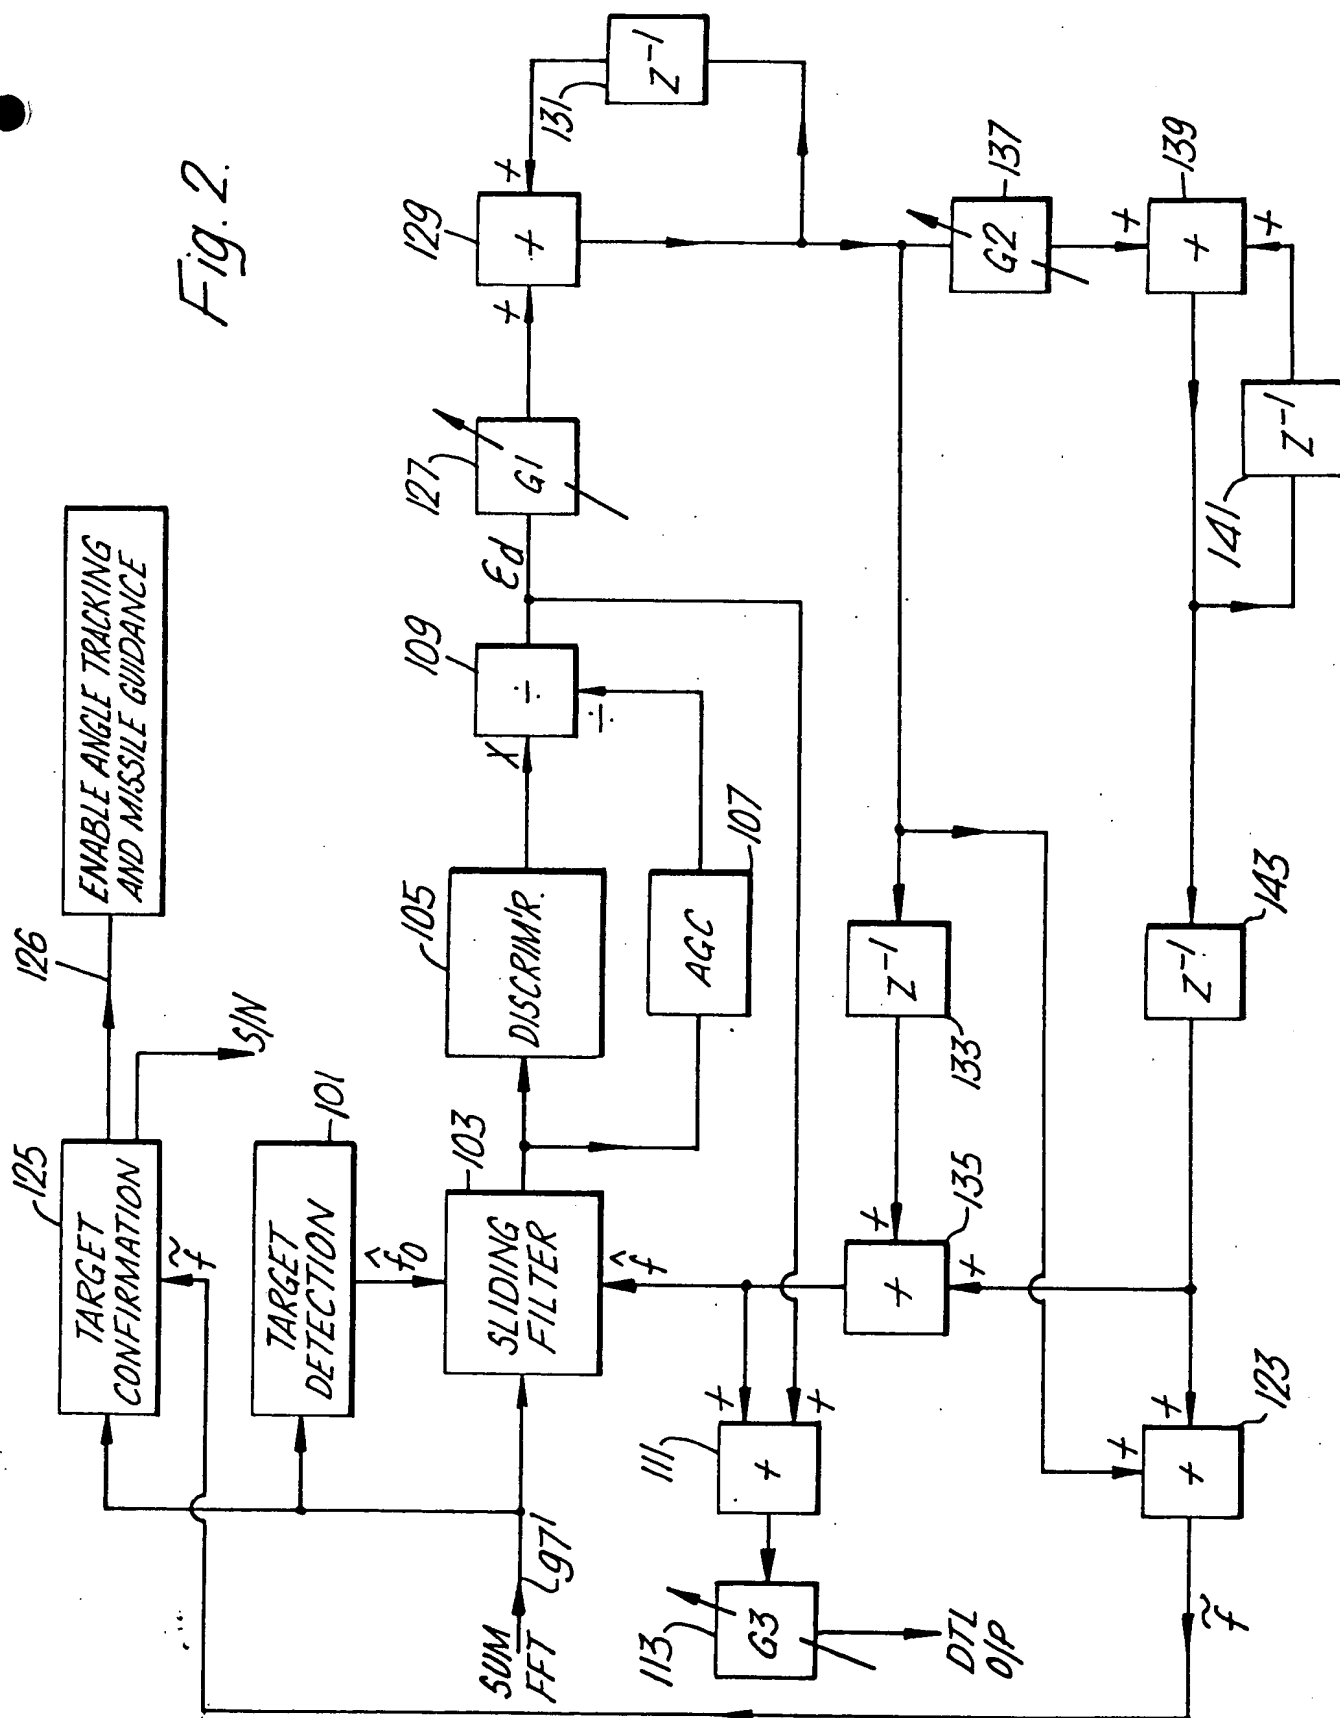 Fig. 2.
125
TARGET
CONFIRMATION
f̃
126
ENABLE ANGLE TRACKING
AND MISSILE GUIDANCE
S/N
101
TARGET
DETECTION
f̂0
SUM
FFT
97'
103
SLIDING
FILTER
f̂
105
DISCRIM'R.
107
AGC
X
÷
109
÷
Ed
127
G1
+
129
+
+
131
Z⁻¹
113
G3
DTL
O/P
111
+
+
+
135
+
+
+
133
Z⁻¹
137
G2
+
139
+
+
141
Z⁻¹
143
Z⁻¹
123
+
+
+
f̃